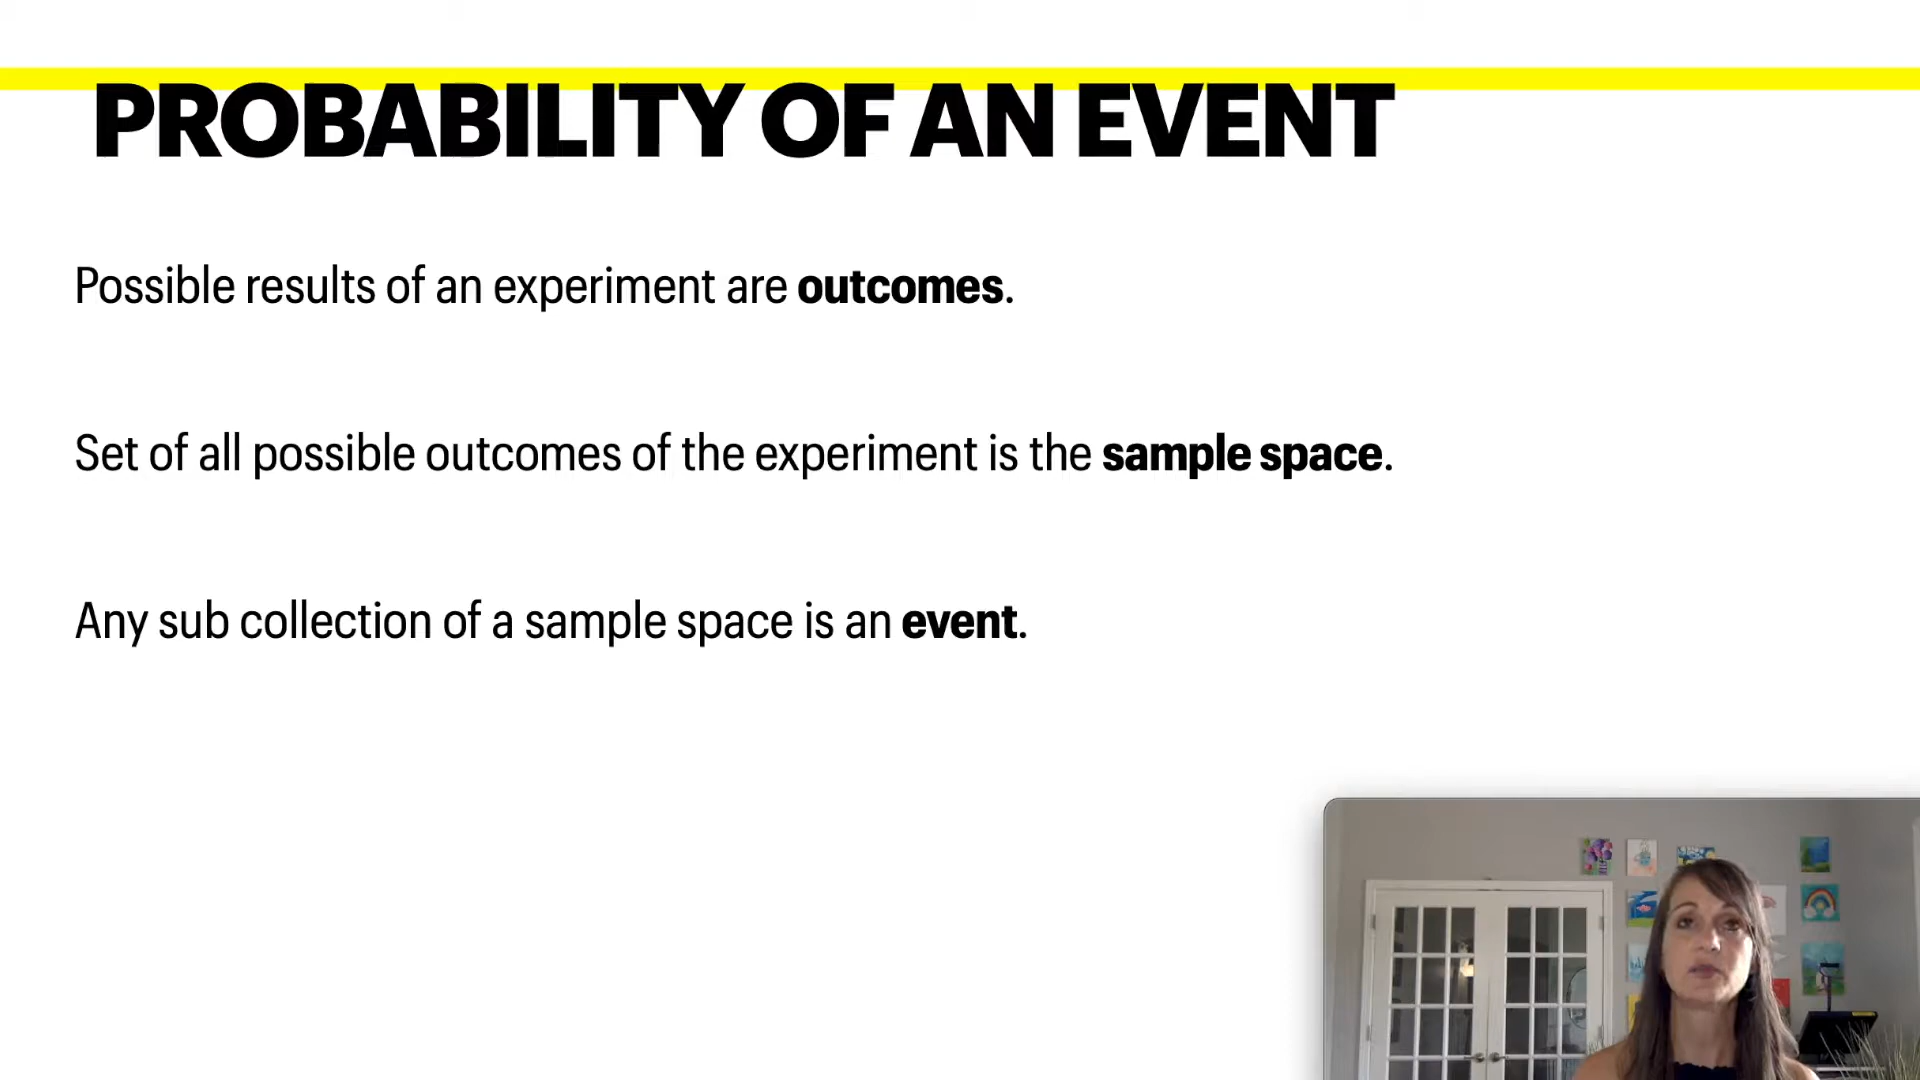 PROBABILITY OF AN EVENT
Possible results of an experiment are outcomes.
Set of all possible outcomes of the experiment is the sample space.
Any sub collection of a sample space is an event.